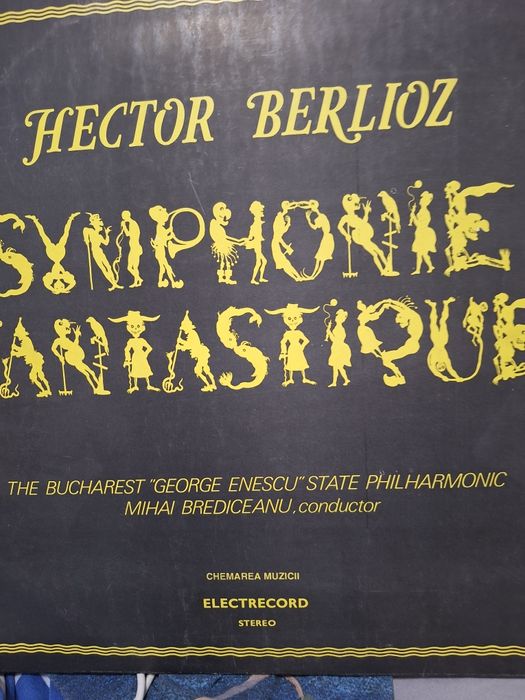 HECTOR BERLIOZ
SYMPHONIE
FANTASTIQUE
THE BUCHAREST "GEORGE ENESCU" STATE PHILHARMONIC
MIHAI BREDICEANU, conductor
CHEMAREA MUZICII
ELECTRECORD
STEREO